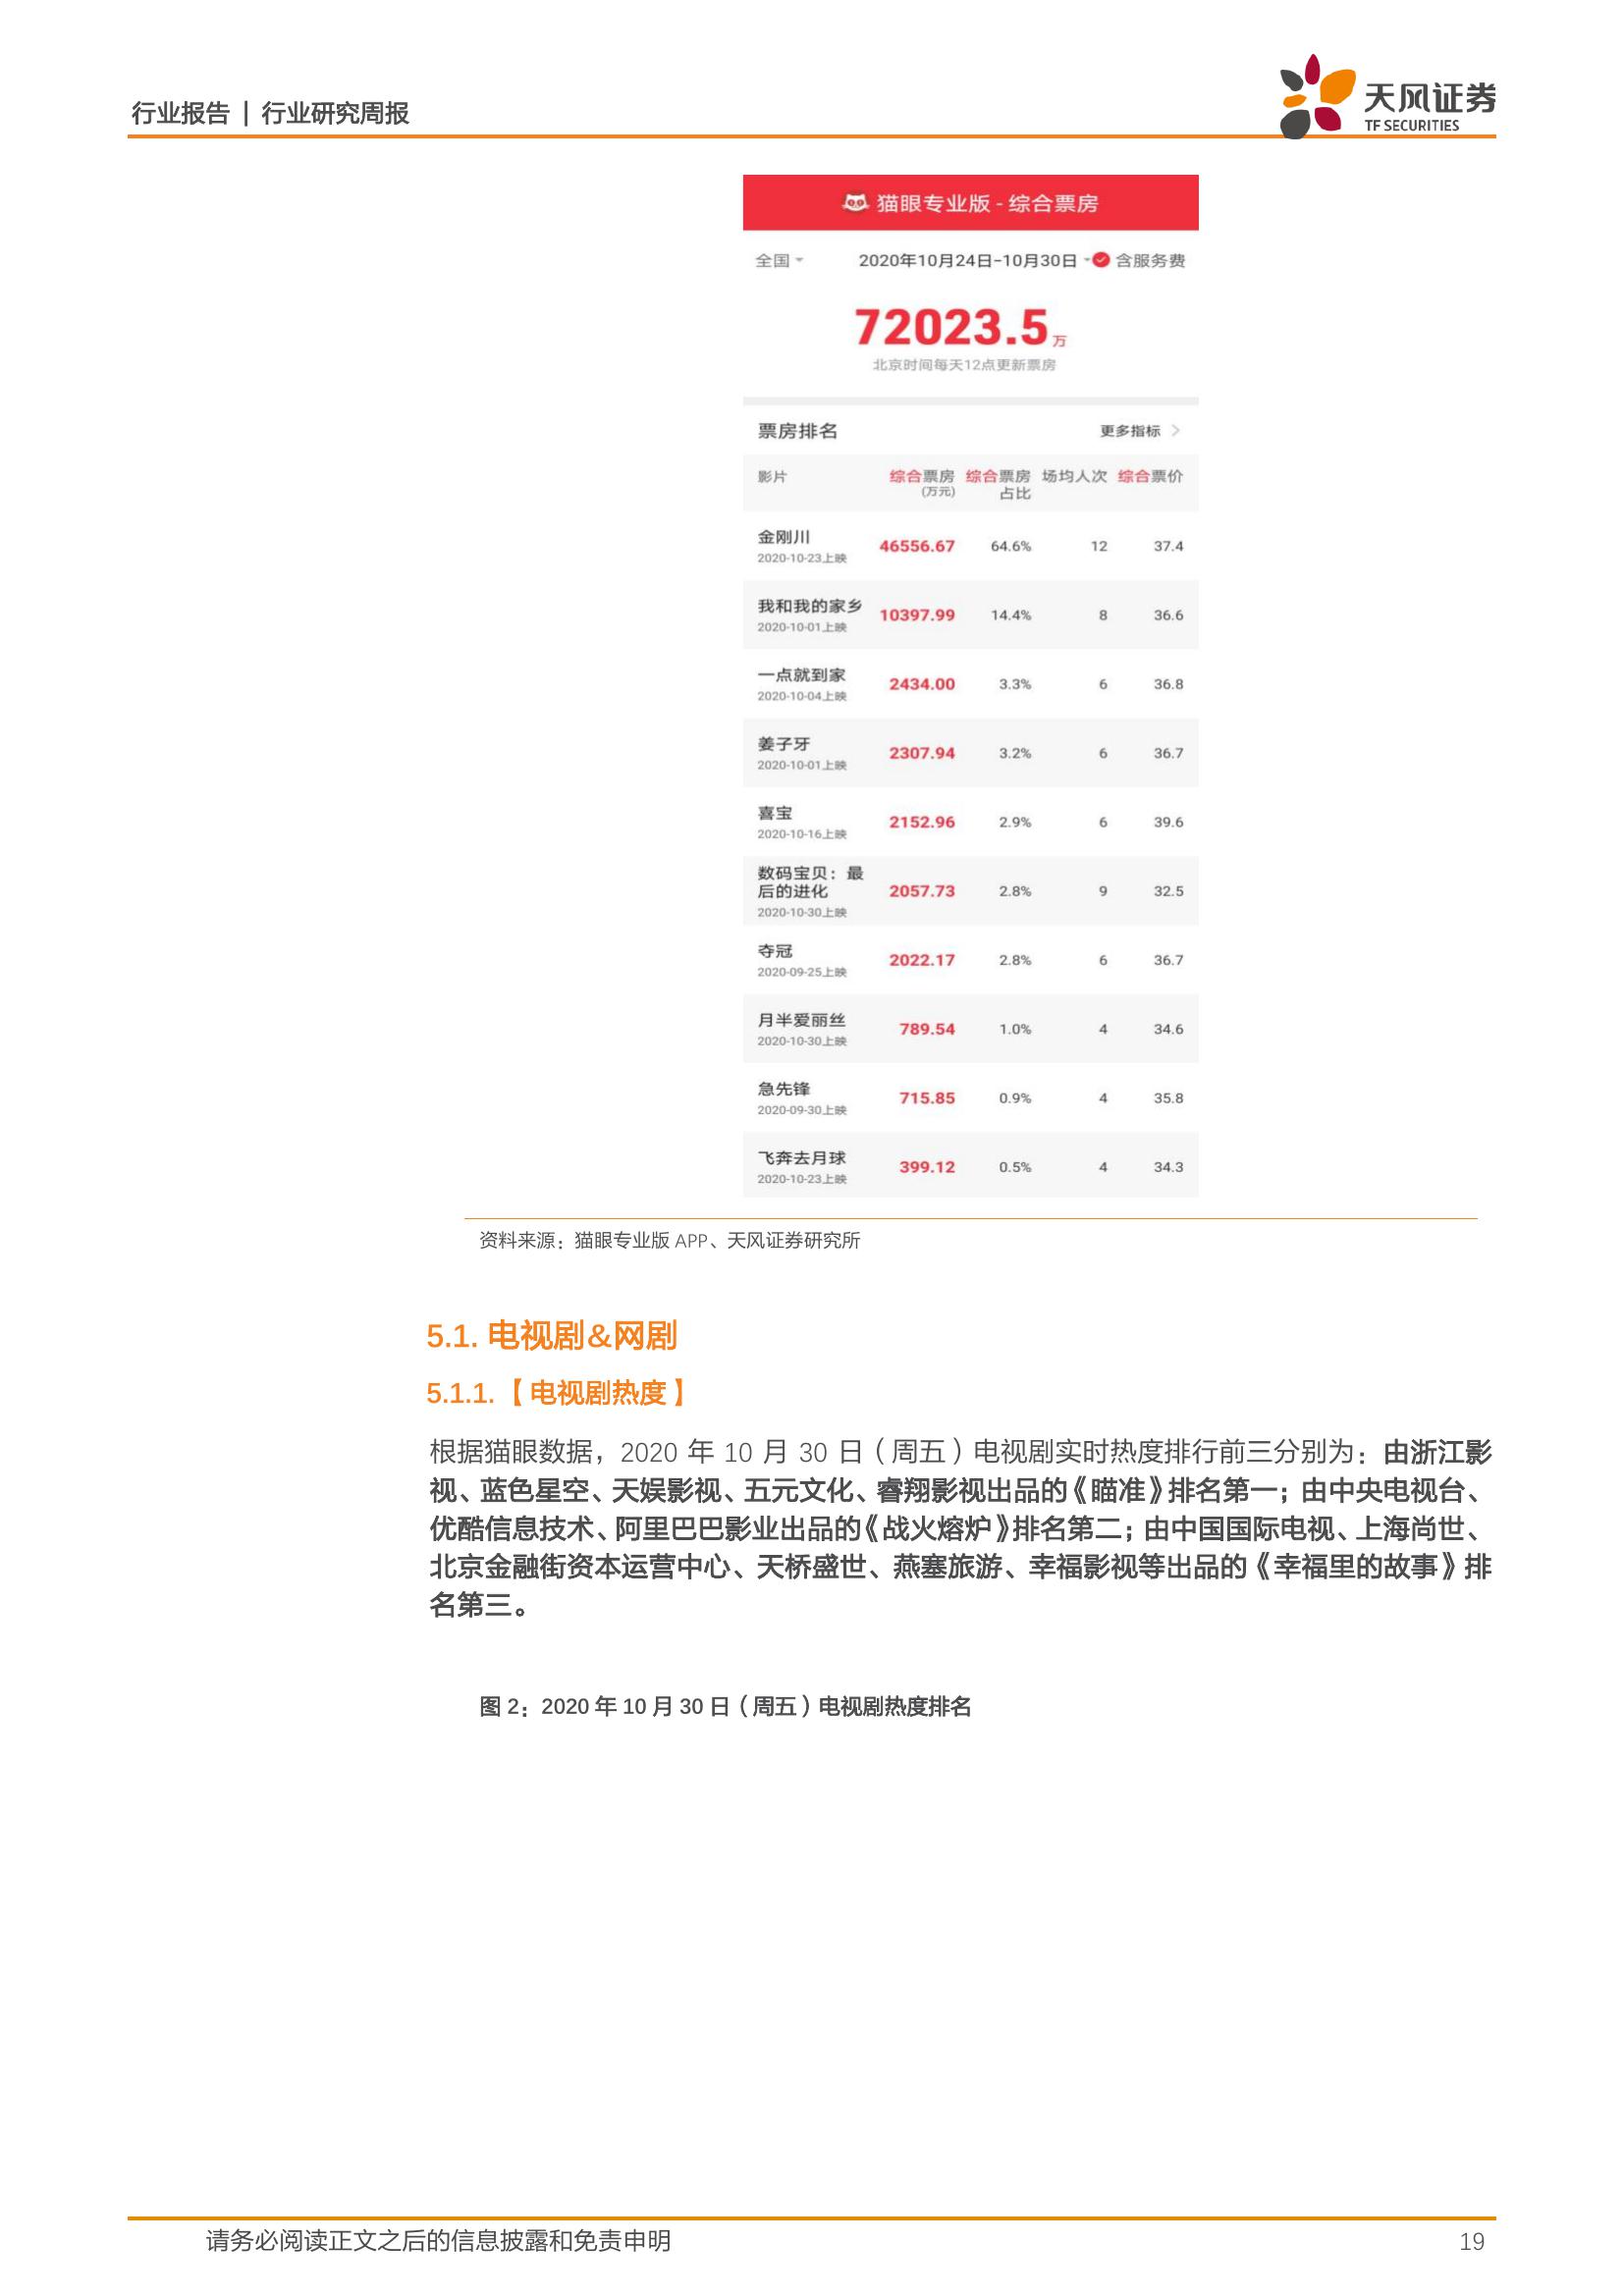 行业报告 | 行业研究周报
天风证券
TF SECURITIES
猫眼专业版 - 综合票房
全国 2020年10月24日-10月30日 含服务费
72023.5万
北京时间每天12点更新票房
票房排名 更多指标
影片 综合票房 综合票房 场均人次 综合票价
(万元) 占比
金刚川
46556.67 64.6% 12 37.4
2020-10-23上映
我和我的家乡
10397.99 14.4% 8 36.6
2020-10-01上映
一点就到家
2434.00 3.3% 6 36.8
2020-10-04上映
姜子牙
2307.94 3.2% 6 36.7
2020-10-01上映
喜宝
2152.96 2.9% 6 39.6
2020-10-16上映
数码宝贝：最
后的进化
2057.73 2.8% 9 32.5
2020-10-30上映
夺冠
2022.17 2.8% 6 36.7
2020-09-25上映
月半爱丽丝
789.54 1.0% 4 34.6
2020-10-30上映
急先锋
715.85 0.9% 4 35.8
2020-09-30上映
飞奔去月球
399.12 0.5% 4 34.3
2020-10-23上映
资料来源：猫眼专业版 APP、天风证券研究所
5.1. 电视剧&网剧
5.1.1.【电视剧热度】
根据猫眼数据，2020 年 10 月 30 日（周五）电视剧实时热度排行前三分别为：由浙江影
视、蓝色星空、天娱影视、五元文化、睿翔影视出品的《瞄准》排名第一；由中央电视台、
优酷信息技术、阿里巴巴影业出品的《战火熔炉》排名第二；由中国国际电视、上海尚世、
北京金融街资本运营中心、天桥盛世、燕塞旅游、幸福影视等出品的《幸福里的故事》排
名第三。
图 2：2020 年 10 月 30 日（周五）电视剧热度排名
请务必阅读正文之后的信息披露和免责申明 19